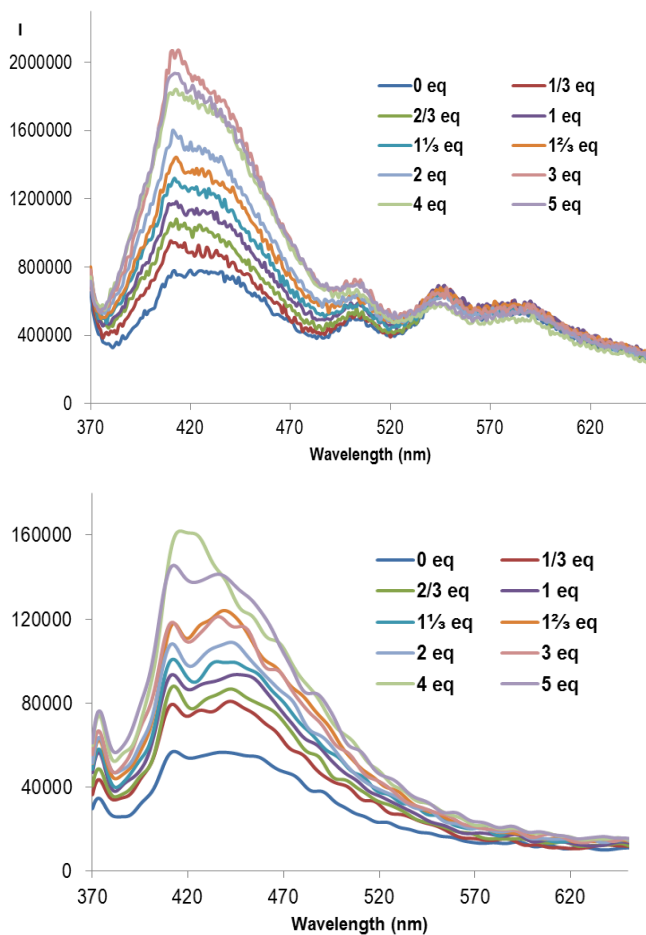 I
2000000
1600000
1200000
800000
400000
0
0 eq 1/3 eq
2/3 eq 1 eq
1⅓ eq 1⅔ eq
2 eq 3 eq
4 eq 5 eq
370 420 470 520 570 620
Wavelength (nm)
160000
120000
80000
40000
0
0 eq 1/3 eq
2/3 eq 1 eq
1⅓ eq 1⅔ eq
2 eq 3 eq
4 eq 5 eq
370 420 470 520 570 620
Wavelength (nm)